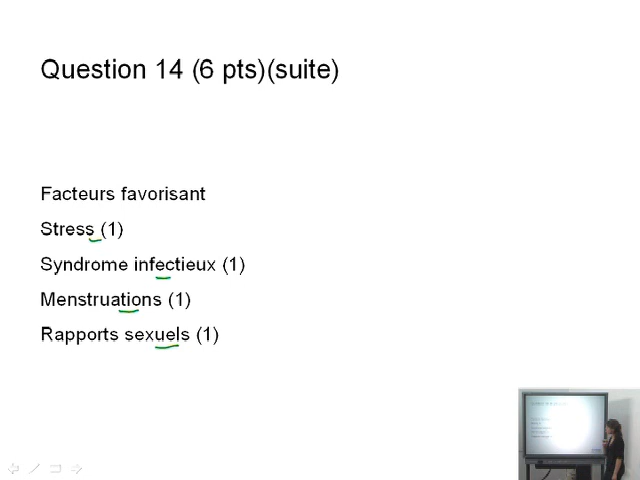 Question 14 (6 pts)(suite)
Facteurs favorisant
Stress (1)
Syndrome infectieux (1)
Menstruations (1)
Rapports sexuels (1)